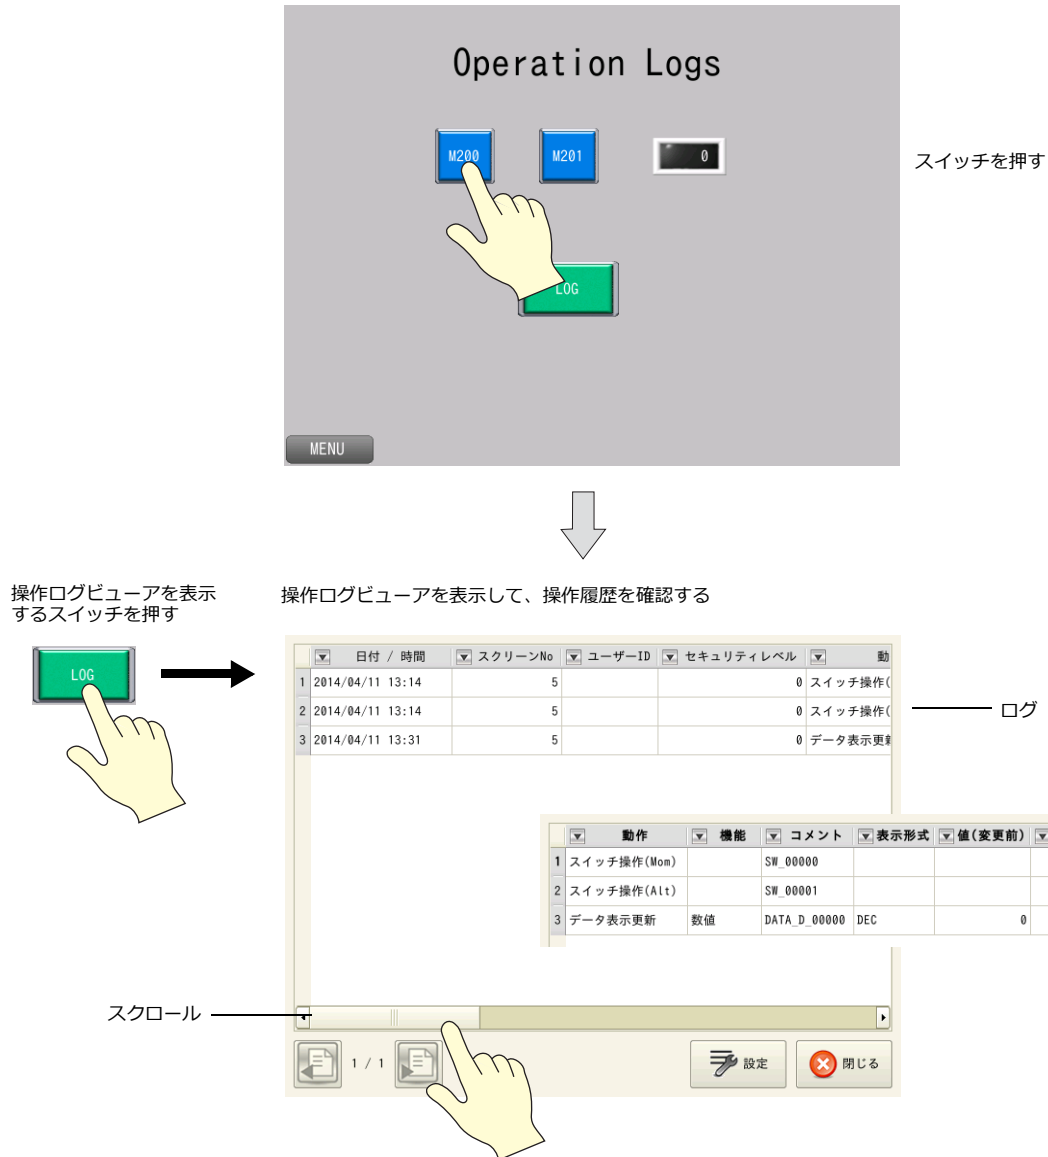 Operation Logs
M200
M201
0
スイッチを押す
LOG
MENU
操作ログビューアを表示
するスイッチを押す
操作ログビューアを表示して、操作履歴を確認する
LOG
日付 / 時間 スクリーンNo ユーザーID セキュリティレベル 動
1 2014/04/11 13:14 5 0 スイッチ操作(
2 2014/04/11 13:14 5 0 スイッチ操作(
3 2014/04/11 13:31 5 0 データ表示更新
ログ
動作 機能 コメント 表示形式 値(変更前)
1 スイッチ操作(Mom) SW_00000
2 スイッチ操作(Alt) SW_00001
3 データ表示更新 数値 DATA_D_00000 DEC 0
スクロール
1 / 1
設定
閉じる